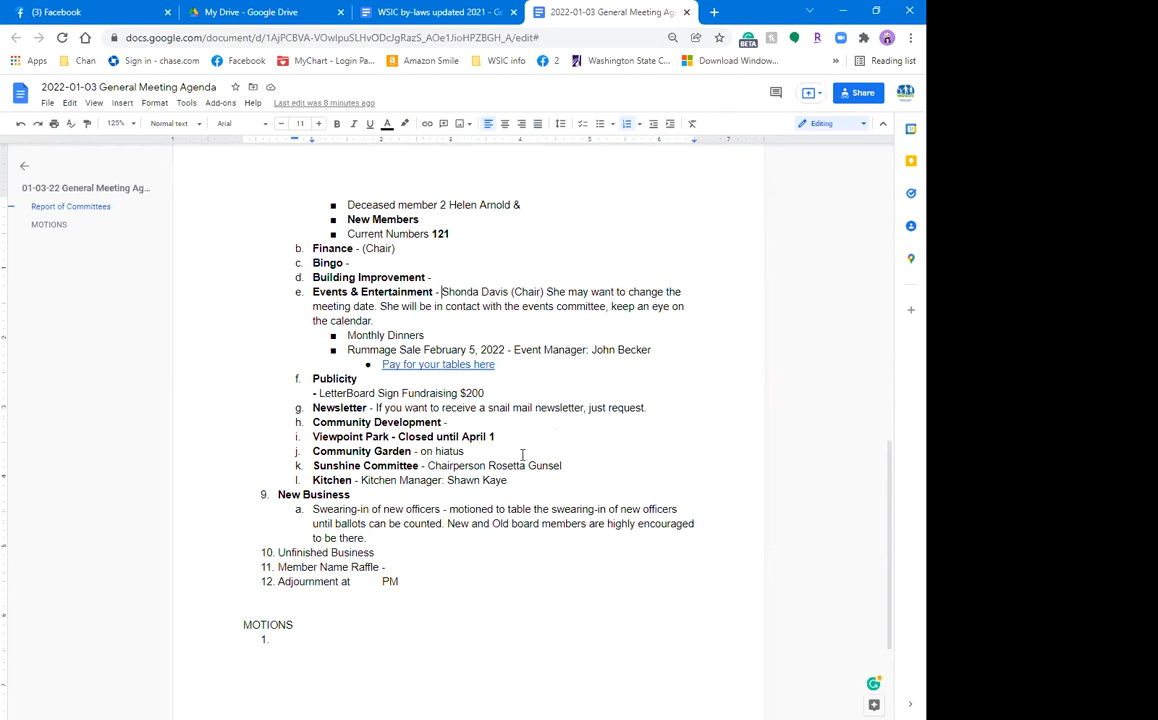 (3) Facebook
My Drive - Google Drive
WSIC by-laws updated 2021 - Go
2022-01-03 General Meeting Age
docs.google.com/document/d/1AjPCBVA-VOwIpuSLHvODcJgRazS_AOe1JioHPZBGH_A/edit#
BETA
Apps
Chan
Sign in - chase.com
Facebook
MyChart - Login Pa...
Amazon Smile
WSIC info
2
Washington State C...
Download Window...
»
Reading list
2022-01-03 General Meeting Agenda
File Edit View Insert Format Tools Add-ons Help Last edit was 8 minutes ago
Share
125% Normal text Arial 11 B I U A Editing
1 2 3 4 5 6 7
01-03-22 General Meeting Ag...
Report of Committees
MOTIONS
■ Deceased member 2 Helen Arnold &
■ New Members
■ Current Numbers 121
b. Finance - (Chair)
c. Bingo -
d. Building Improvement -
e. Events & Entertainment - Shonda Davis (Chair) She may want to change the
meeting date. She will be in contact with the events committee, keep an eye on
the calendar.
■ Monthly Dinners
■ Rummage Sale February 5, 2022 - Event Manager: John Becker
● Pay for your tables here
f. Publicity
- LetterBoard Sign Fundraising $200
g. Newsletter - If you want to receive a snail mail newsletter, just request.
h. Community Development -
i. Viewpoint Park - Closed until April 1
j. Community Garden - on hiatus
k. Sunshine Committee - Chairperson Rosetta Gunsel
l. Kitchen - Kitchen Manager: Shawn Kaye
9. New Business
a. Swearing-in of new officers - motioned to table the swearing-in of new officers
until ballots can be counted. New and Old board members are highly encouraged
to be there.
10. Unfinished Business
11. Member Name Raffle -
12. Adjournment at PM
MOTIONS
1.